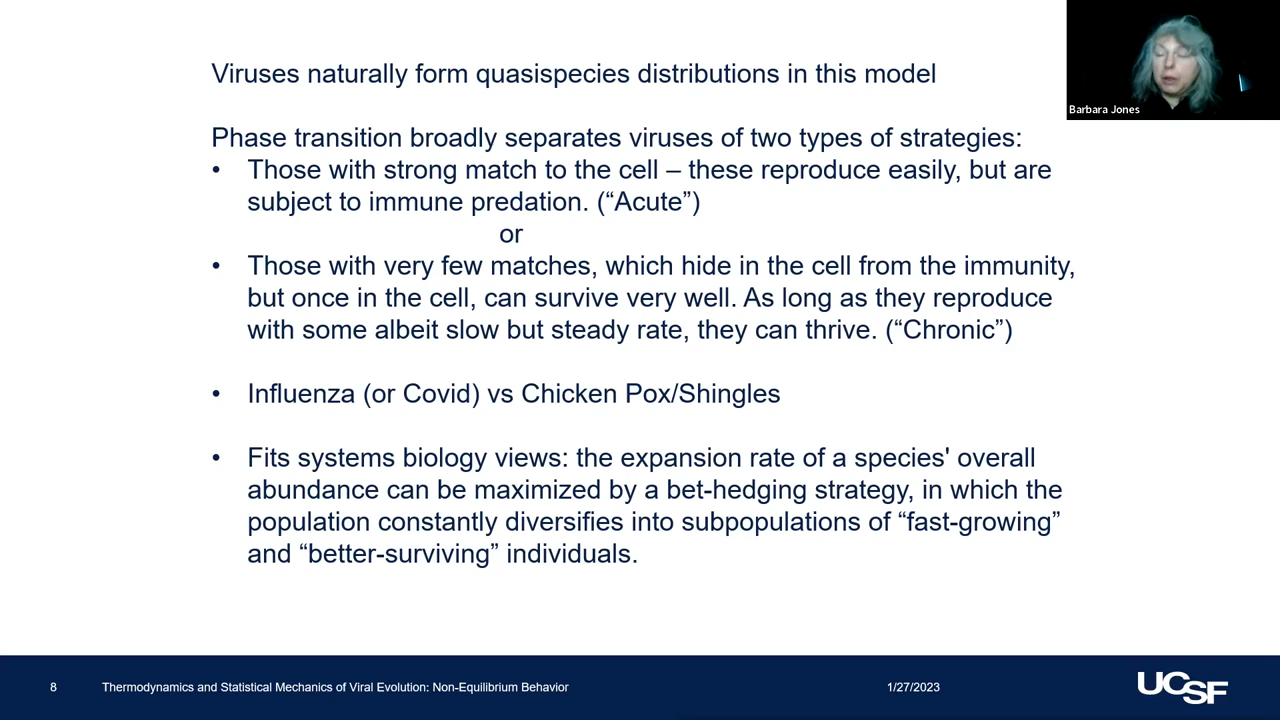 Viruses naturally form quasispecies distributions in this model
Phase transition broadly separates viruses of two types of strategies:
• Those with strong match to the cell – these reproduce easily, but are
subject to immune predation. (“Acute”)
or
• Those with very few matches, which hide in the cell from the immunity,
but once in the cell, can survive very well. As long as they reproduce
with some albeit slow but steady rate, they can thrive. (“Chronic”)
• Influenza (or Covid) vs Chicken Pox/Shingles
• Fits systems biology views: the expansion rate of a species' overall
abundance can be maximized by a bet-hedging strategy, in which the
population constantly diversifies into subpopulations of “fast-growing”
and “better-surviving” individuals.
Barbara Jones
8 Thermodynamics and Statistical Mechanics of Viral Evolution: Non-Equilibrium Behavior 1/27/2023 UCSF